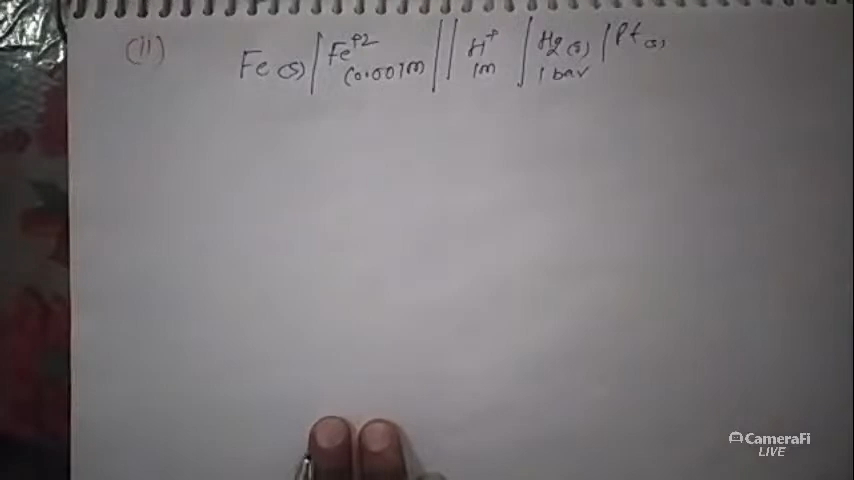 (ii) Fe(s) | Fe+2 (0.001M) || H+ 1M | H2(g) 1 bar | Pt(s)
CameraFi
LIVE